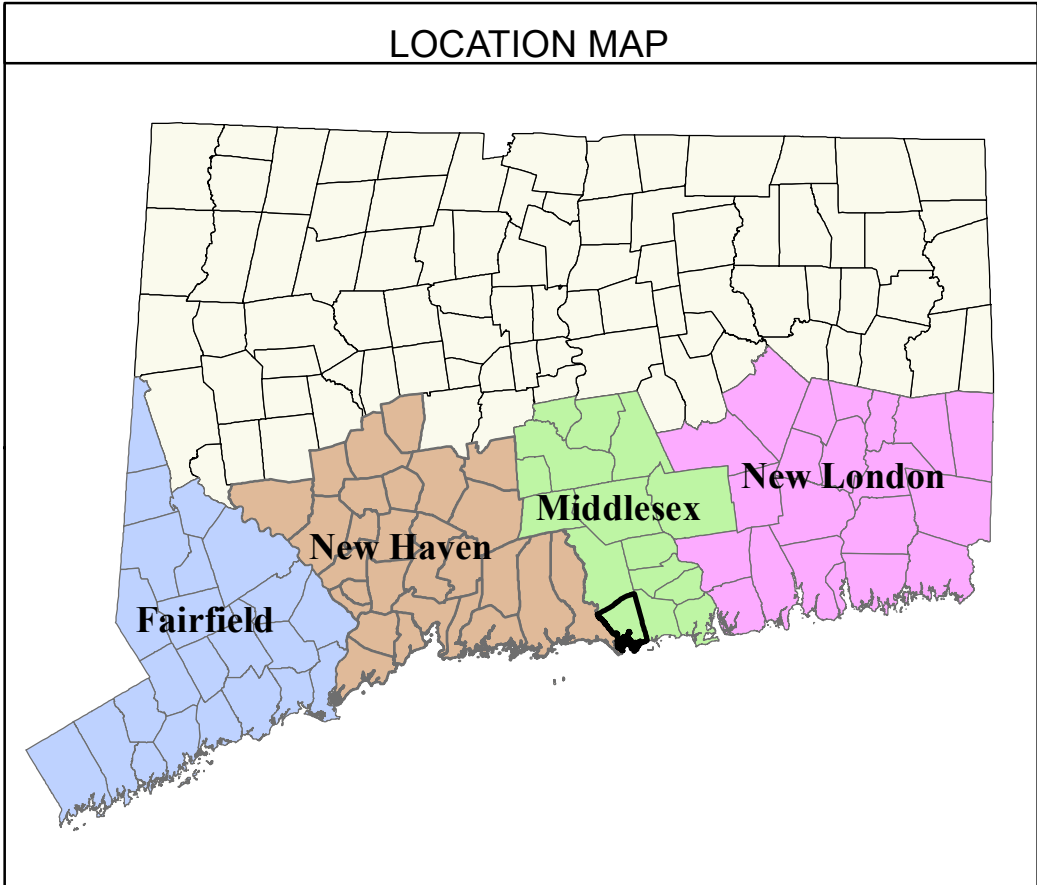 LOCATION MAP
New London
Middlesex
New Haven
Fairfield